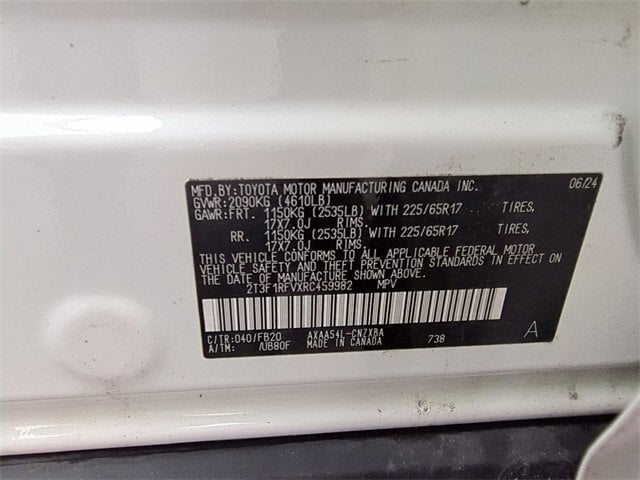 MFD.BY:TOYOTA MOTOR MANUFACTURING CANADA INC. 06/24
GVWR:2090KG (4610LB)
GAWR:FRT. 1150KG (2535LB) WITH 225/65R17 TIRES,
17X7.0J RIMS,
RR. 1150KG (2535LB) WITH 225/65R17 TIRES,
17X7.0J RIMS.
THIS VEHICLE CONFORMS TO ALL APPLICABLE FEDERAL MOTOR
VEHICLE SAFETY AND BUMPER STANDARDS IN EFFECT ON
THE DATE OF MANUFACTURE SHOWN ABOVE.
2T3F1RFVXRC459982 MPV
C/TR:040/FB20 AXAA54L-CNZXBA A
A/TM: /UB80F MADE IN CANADA 738